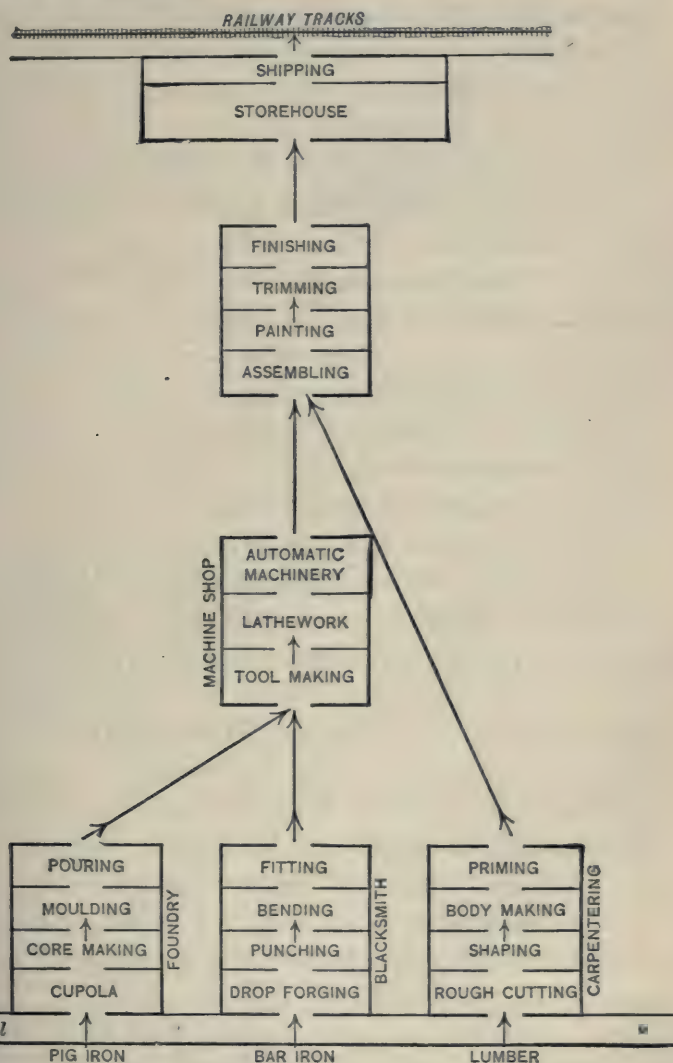 RAILWAY TRACKS
SHIPPING
STOREHOUSE
FINISHING
TRIMMING
PAINTING
ASSEMBLING
MACHINE SHOP
AUTOMATIC
MACHINERY
LATHEWORK
TOOL MAKING
POURING
MOULDING
CORE MAKING
CUPOLA
FOUNDRY
FITTING
BENDING
PUNCHING
DROP FORGING
BLACKSMITH
PRIMING
BODY MAKING
SHAPING
ROUGH CUTTING
CARPENTERING
PIG IRON
BAR IRON
LUMBER